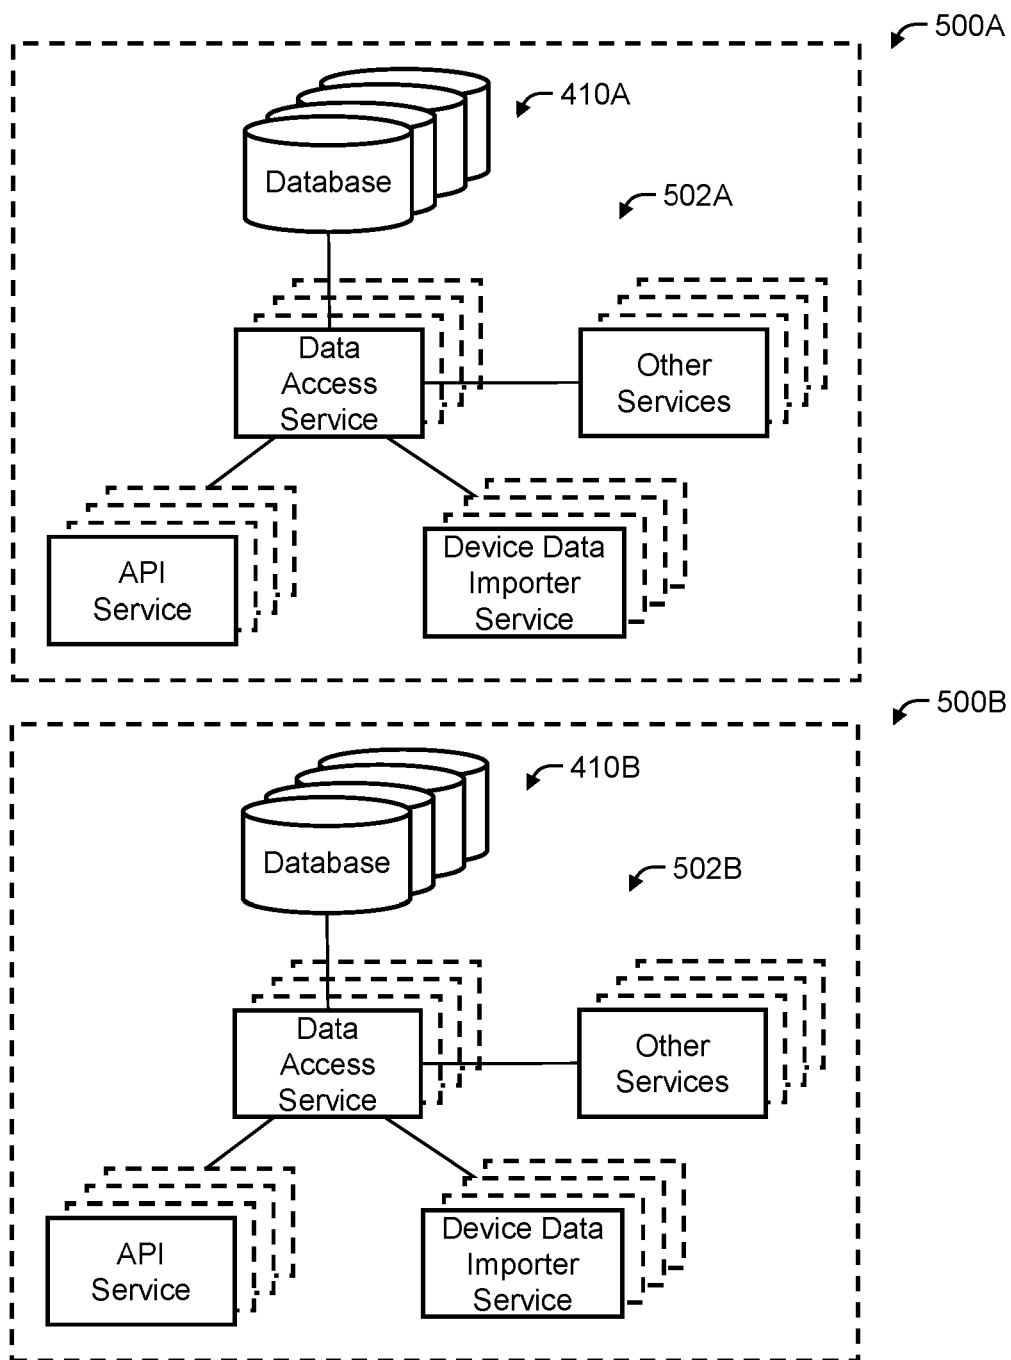 500A
410A
Database
502A
Data
Access
Service
Other
Services
API
Service
Device Data
Importer
Service
500B
410B
Database
502B
Data
Access
Service
Other
Services
API
Service
Device Data
Importer
Service